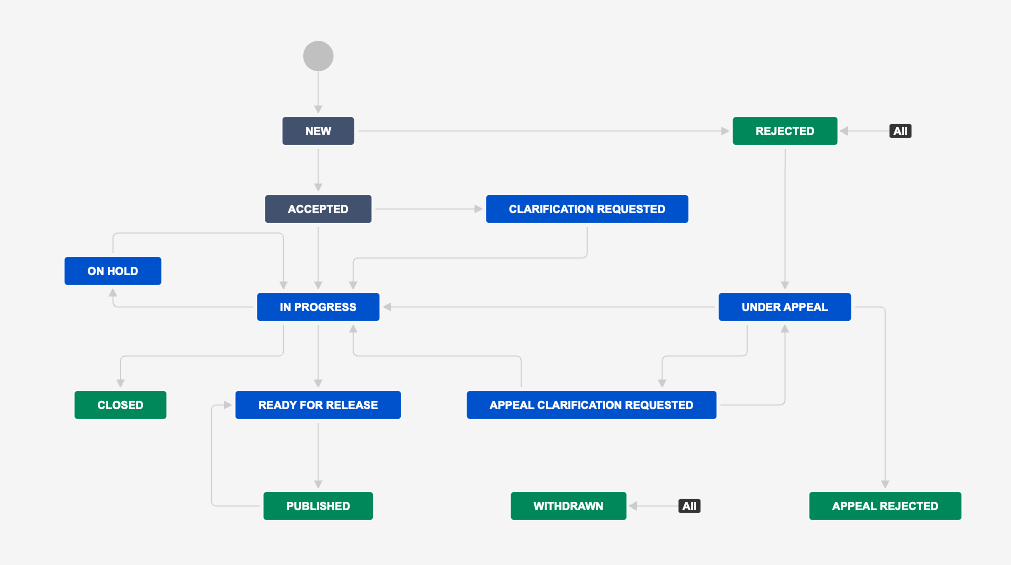 NEW
REJECTED
All
ACCEPTED
CLARIFICATION REQUESTED
ON HOLD
IN PROGRESS
UNDER APPEAL
CLOSED
READY FOR RELEASE
APPEAL CLARIFICATION REQUESTED
PUBLISHED
WITHDRAWN
All
APPEAL REJECTED